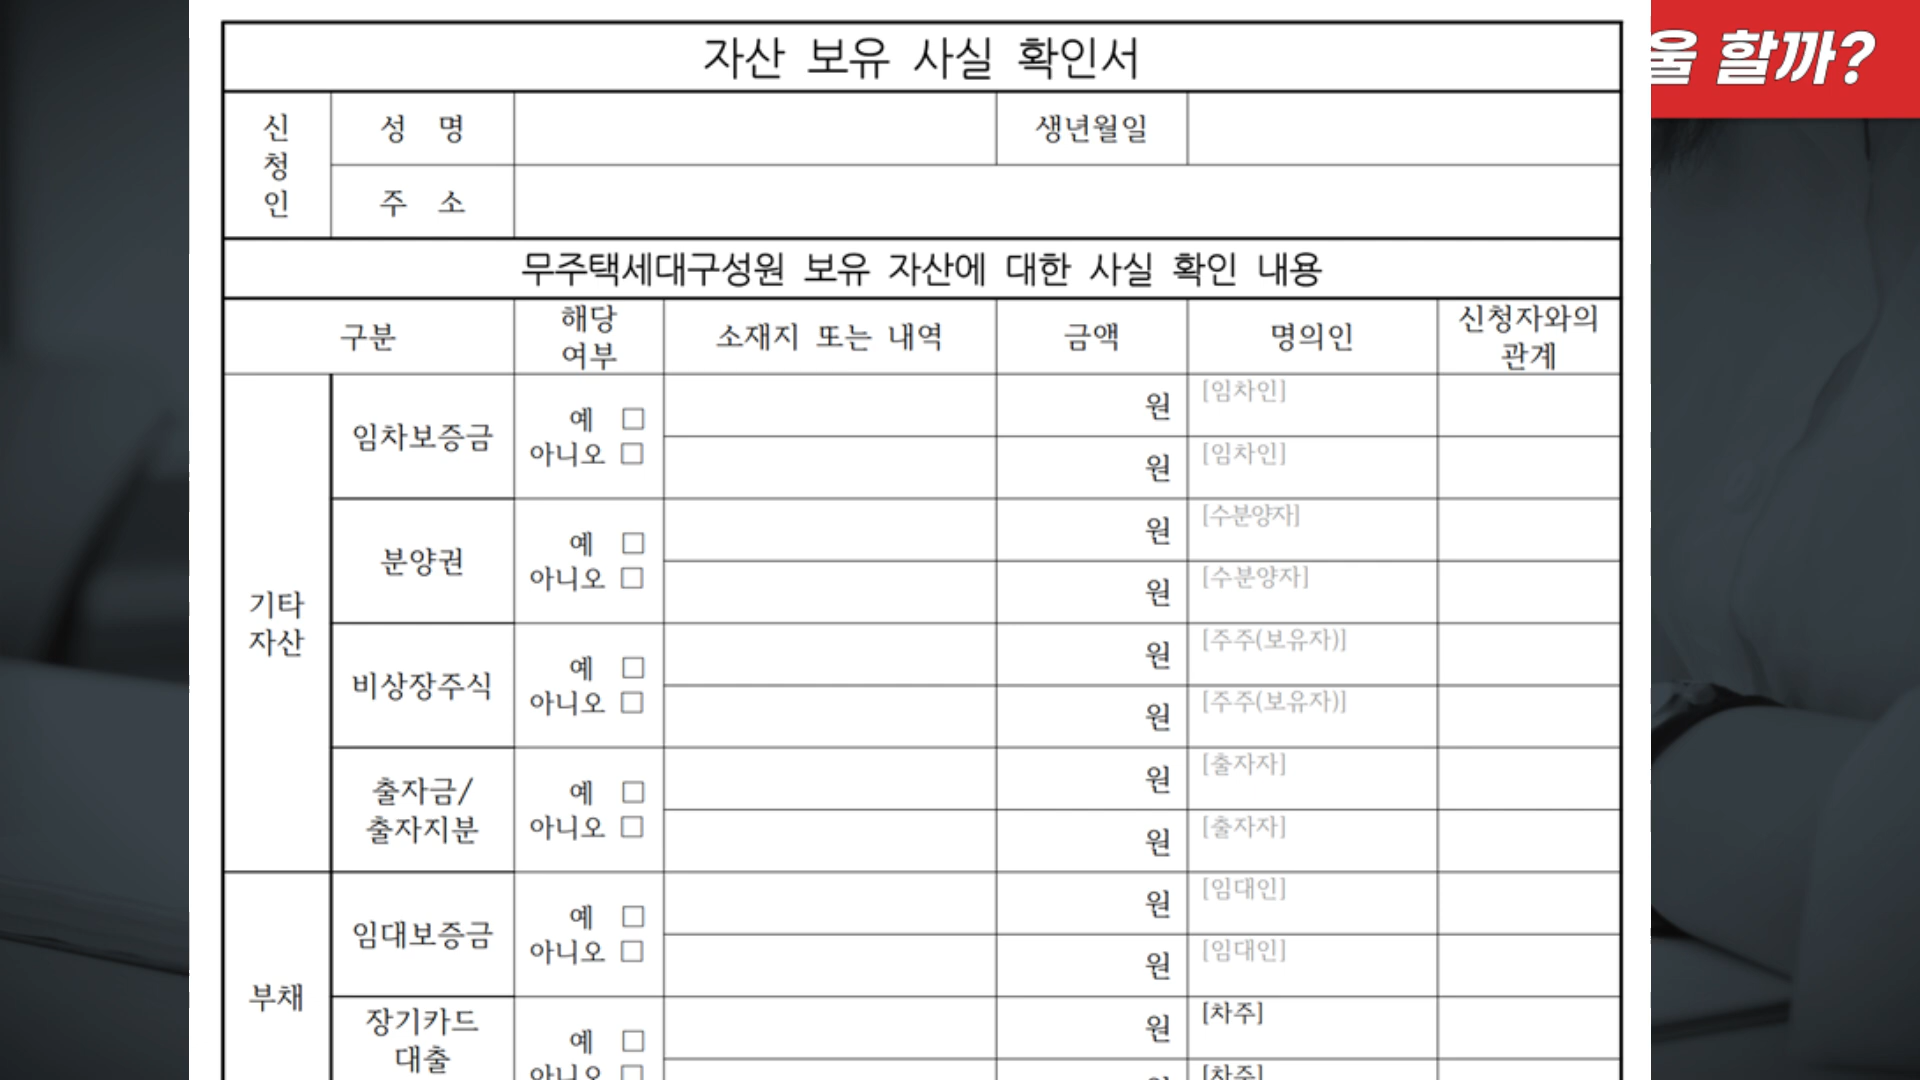 울 할까?
자산 보유 사실 확인서
신청인
성 명
생년월일
주 소
무주택세대구성원 보유 자산에 대한 사실 확인 내용
구분
해당
여부
소재지 또는 내역
금액
명의인
신청자와의
관계
기타
자산
임차보증금
예 □
아니오 □
원
[임차인]
원
[임차인]
분양권
예 □
아니오 □
원
[수분양자]
원
[수분양자]
비상장주식
예 □
아니오 □
원
[주주(보유자)]
원
[주주(보유자)]
출자금/
출자지분
예 □
아니오 □
원
[출자자]
원
[출자자]
부채
임대보증금
예 □
아니오 □
원
[임대인]
원
[임대인]
장기카드
대출
예 □
아니오 □
원
[차주]
원
[차주]